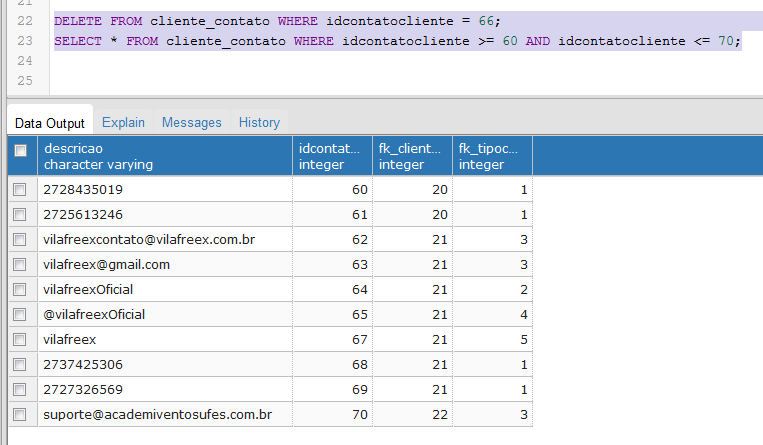 21
22 DELETE FROM cliente_contato WHERE idcontatocliente = 66;
23 SELECT * FROM cliente_contato WHERE idcontatocliente >= 60 AND idcontatocliente <= 70;
24
25
Data Output Explain Messages History
descricao idcontat... fk_client... fk_tipoc...
character varying integer integer integer
2728435019 60 20 1
2725613246 61 20 1
vilafreexcontato@vilafreex.com.br 62 21 3
vilafreex@gmail.com 63 21 3
vilafreexOficial 64 21 2
@vilafreexOficial 65 21 4
vilafreex 67 21 5
2737425306 68 21 1
2727326569 69 21 1
suporte@academiventosufes.com.br 70 22 3